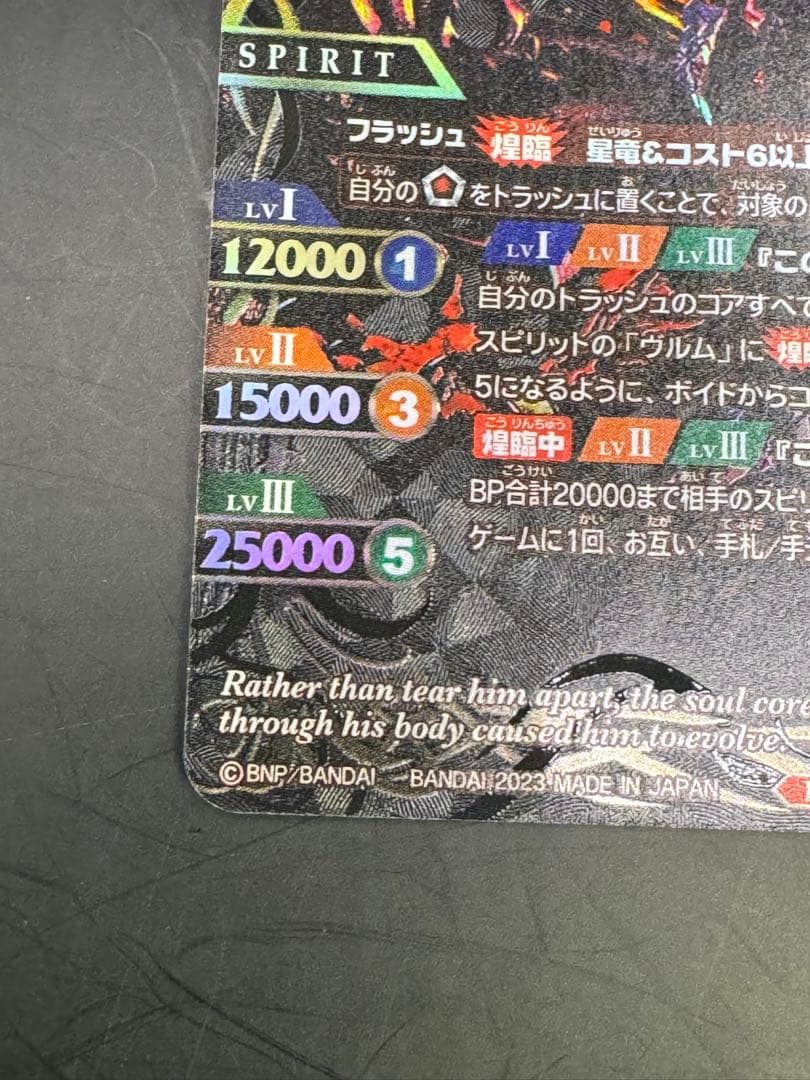 SPIRIT
フラッシュ 煌臨 星竜&コスト6以上
自分の をトラッシュに置くことで、対象の
LV I
12000 1
LV I LV II LV III 『この
自分のトラッシュのコアすべて
LV II
スピリットの「ヴルム」に 煌臨
5になるように、ボイドからコ
15000 3
煌臨中 LV II LV III 『こ
LV III
BP合計20000まで相手のスピリ
ゲームに1回、お互い、手札/手
25000 5
Rather than tear him apart, the soul core
through his body caused him to evolve.
©BNP/BANDAI BANDAI 2023 MADE IN JAPAN